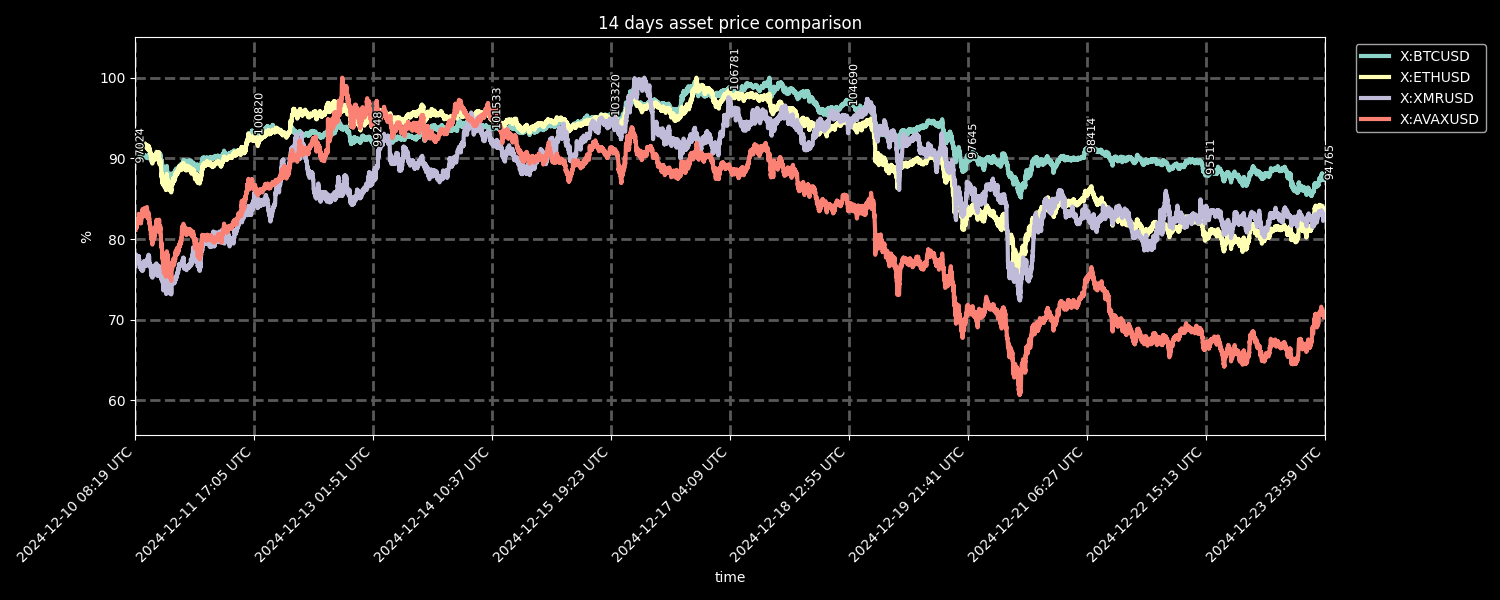 14 days asset price comparison
X:BTCUSD
X:ETHUSD
X:XMRUSD
X:AVAXUSD
100
90
80
70
60
%
97024
100820
99248
101533
103320
106781
104690
97645
98414
95511
94765
2024-12-10 08:19 UTC
2024-12-11 17:05 UTC
2024-12-13 01:51 UTC
2024-12-14 10:37 UTC
2024-12-15 19:23 UTC
2024-12-17 04:09 UTC
2024-12-18 12:55 UTC
2024-12-19 21:41 UTC
2024-12-21 06:27 UTC
2024-12-22 15:13 UTC
2024-12-23 23:59 UTC
time